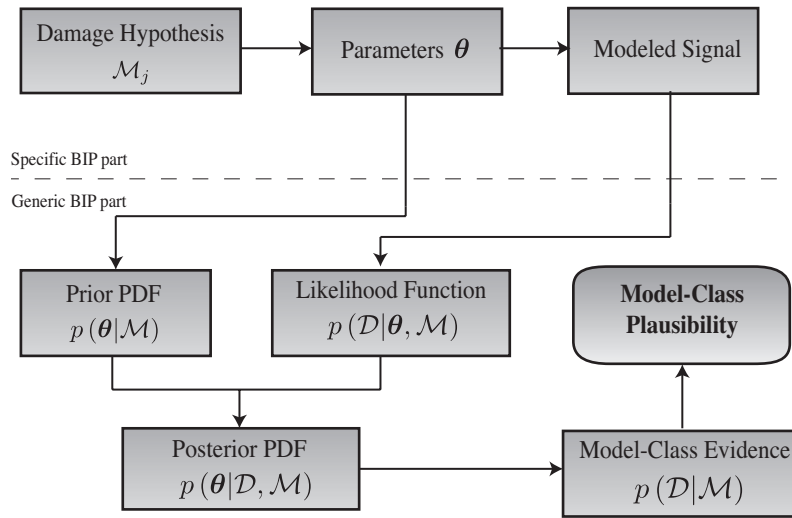 Damage Hypothesis
ℳⱼ
Parameters 𝜽
Modeled Signal
Specific BIP part
Generic BIP part
Prior PDF
p (𝜽|ℳ)
Likelihood Function
p (𝒟|𝜽, ℳ)
Model-Class
Plausibility
Posterior PDF
p (𝜽|𝒟, ℳ)
Model-Class Evidence
p (𝒟|ℳ)